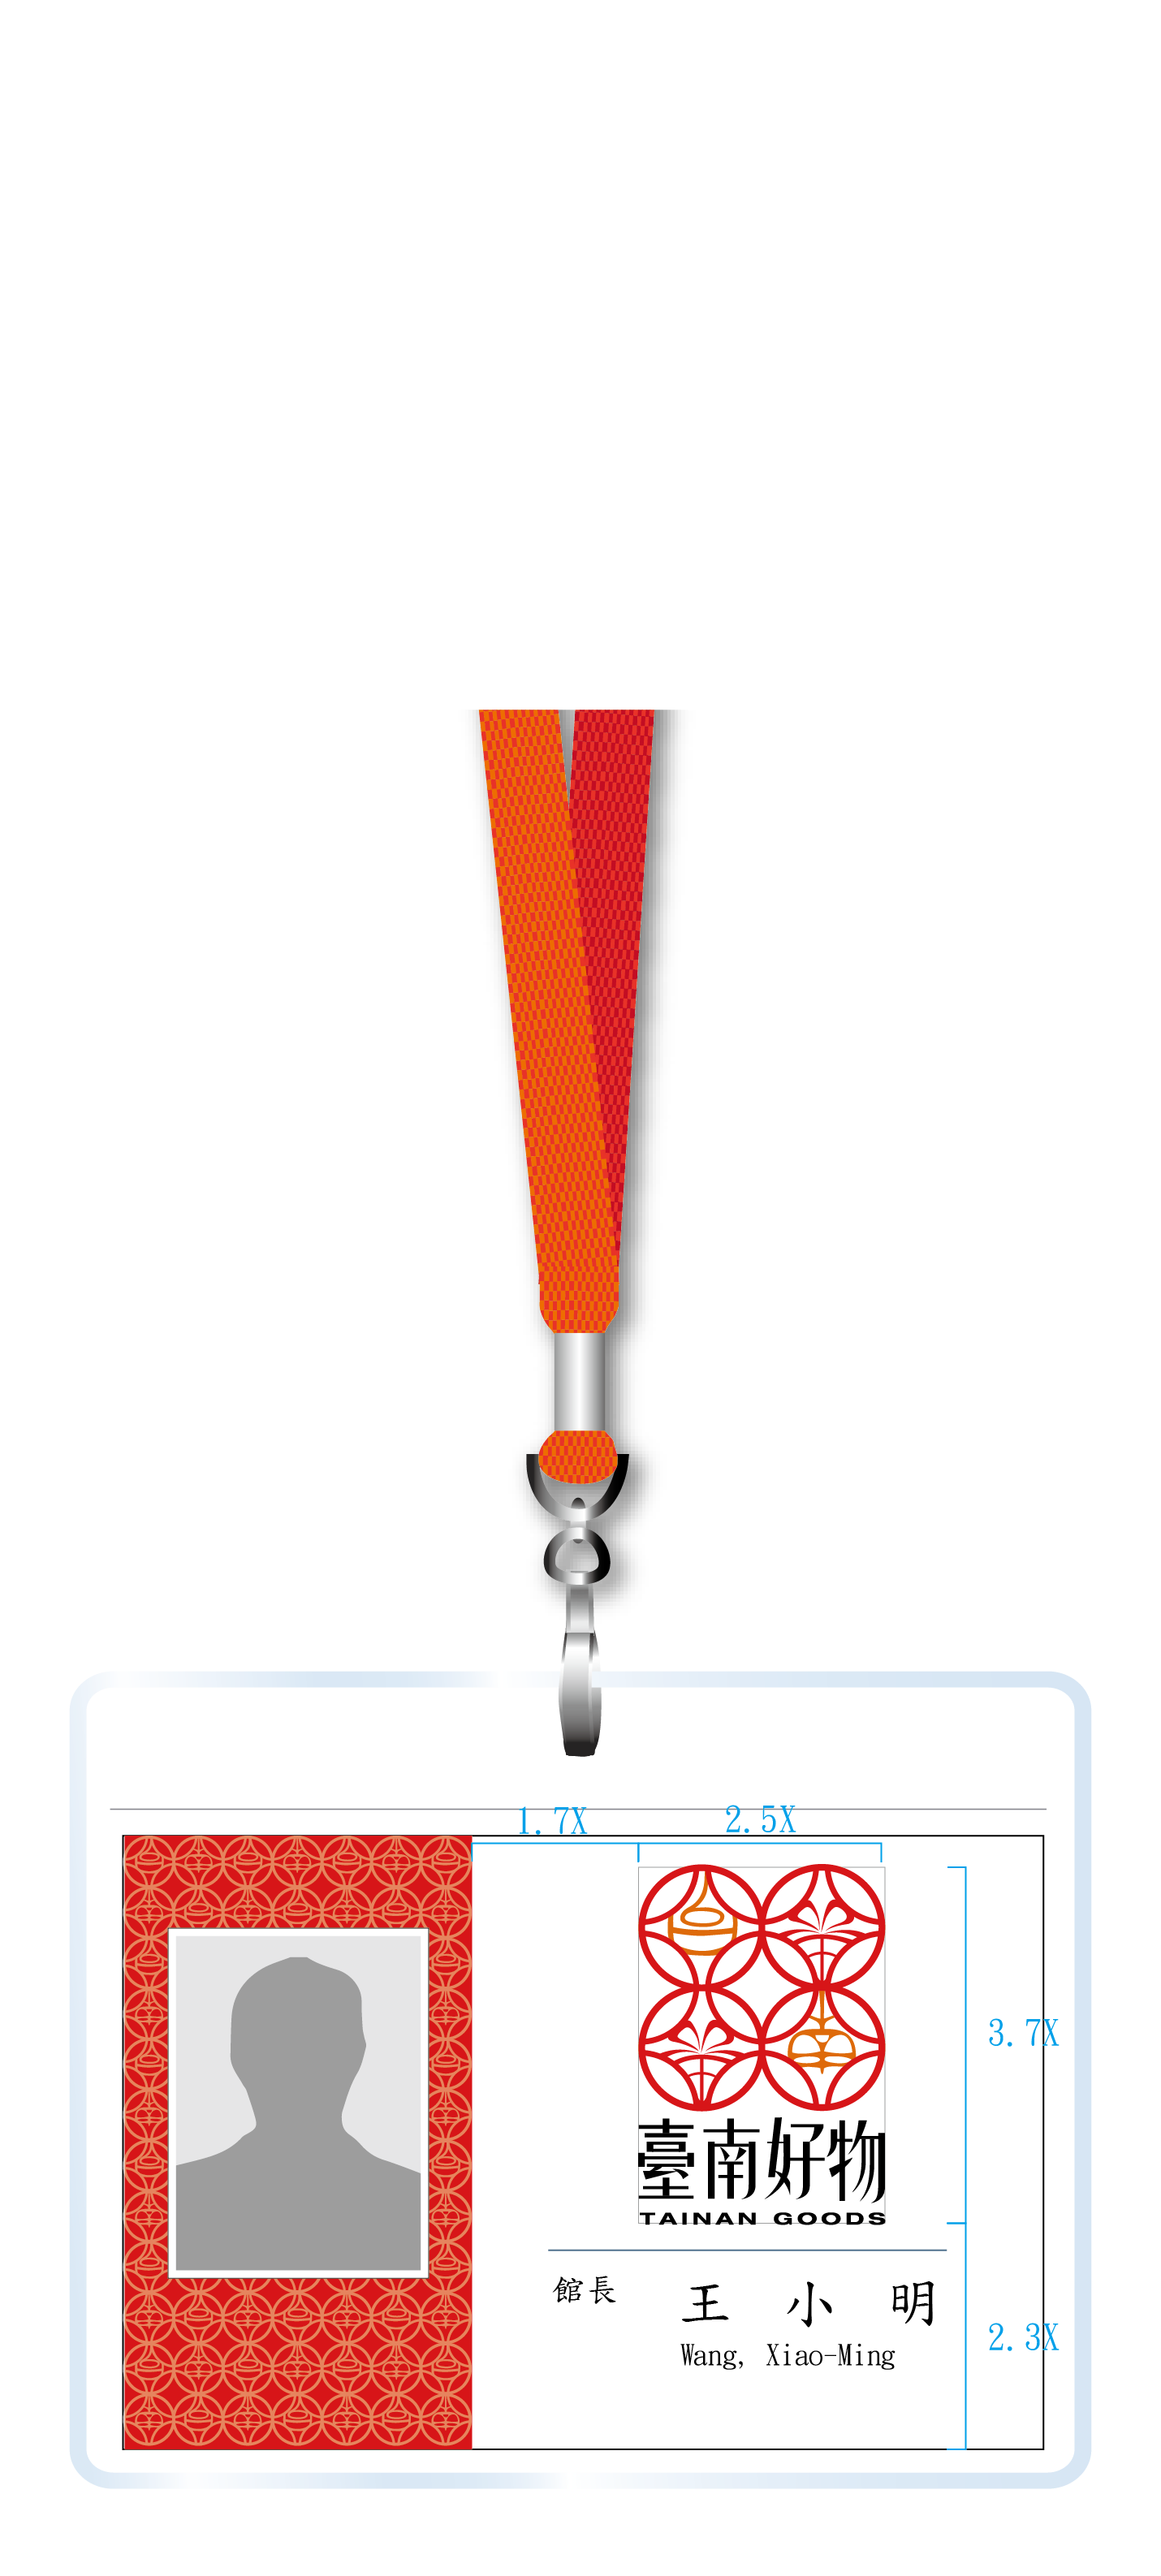 1.7X
2.5X
3.7X
臺南好物
TAINAN GOODS
館長
王 小 明
Wang, Xiao-Ming
2.3X